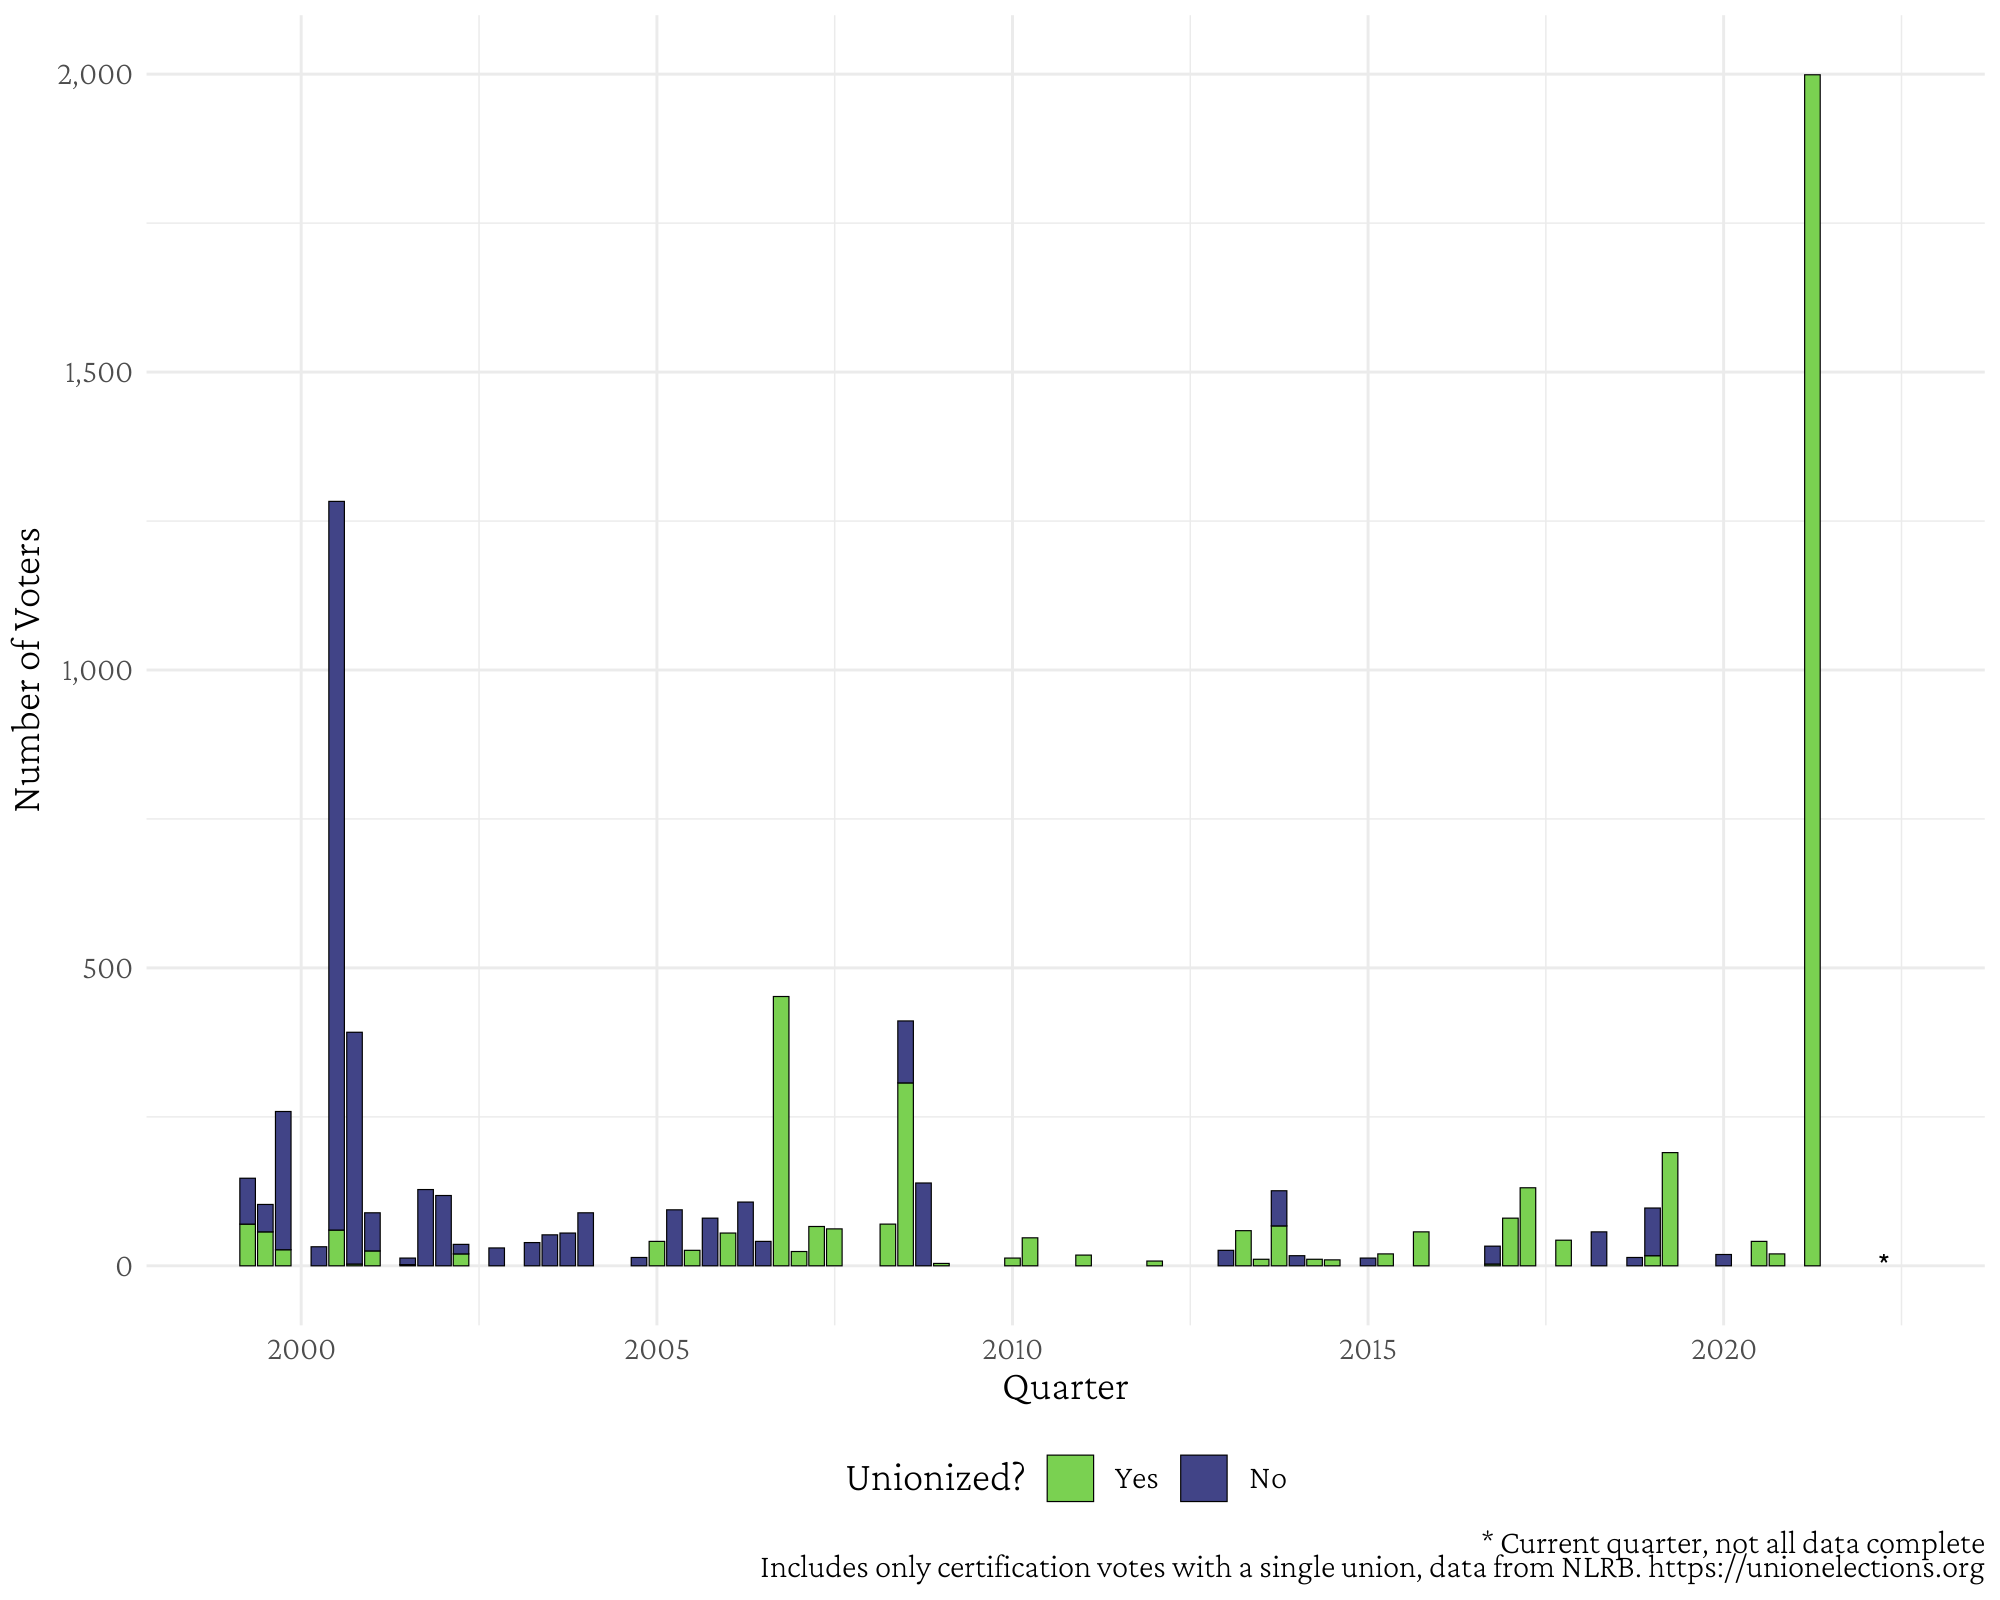 2,000
1,500
1,000
500
0
Number of Voters
*
2000 2005 2010 2015 2020
Quarter
Unionized? Yes No
* Current quarter, not all data complete
Includes only certification votes with a single union, data from NLRB. https://unionelections.org